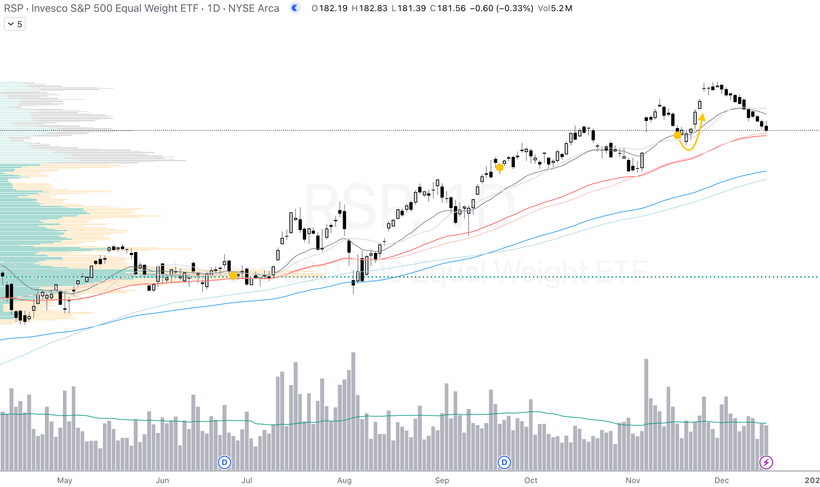 RSP · Invesco S&P 500 Equal Weight ETF · 1D · NYSE Arca O182.19 H182.83 L181.39 C181.56 −0.60 (−0.33%) Vol5.2M
5
RSP, 1D
Invesco S&P 500 Equal Weight ETF
D D
May Jun Jul Aug Sep Oct Nov Dec 202